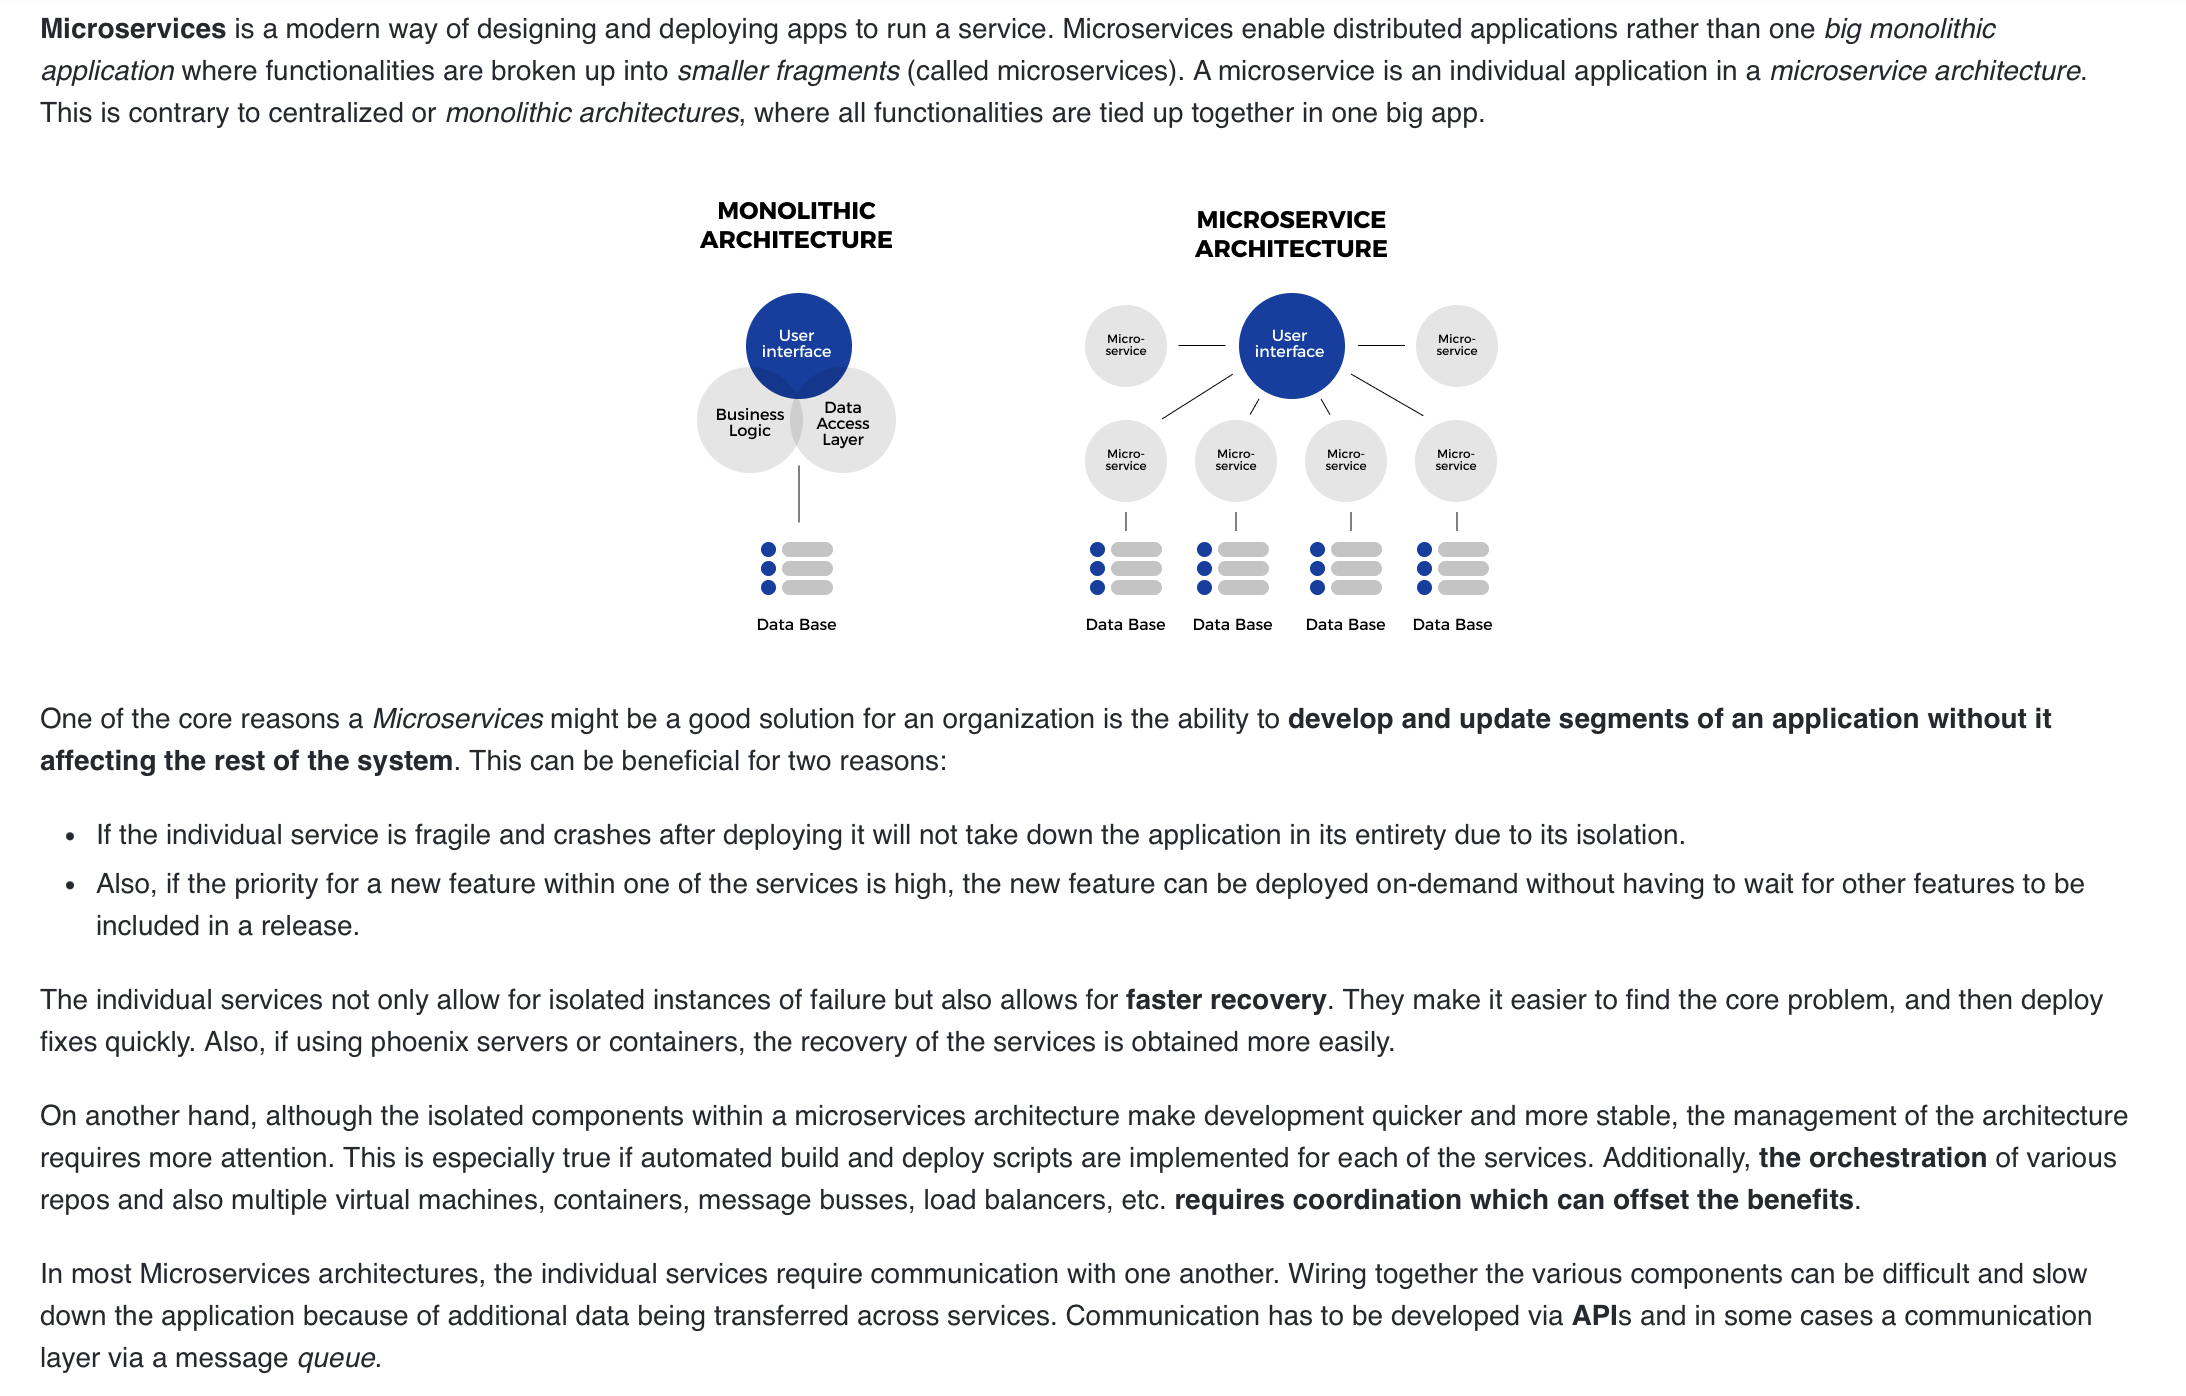 Microservices is a modern way of designing and deploying apps to run a service. Microservices enable distributed applications rather than one big monolithic
application where functionalities are broken up into smaller fragments (called microservices). A microservice is an individual application in a microservice architecture.
This is contrary to centralized or monolithic architectures, where all functionalities are tied up together in one big app.
MONOLITHIC
ARCHITECTURE
User
interface
Business
Logic
Data
Access
Layer
Data Base
MICROSERVICE
ARCHITECTURE
Micro-
service
User
interface
Micro-
service
Micro-
service
Micro-
service
Micro-
service
Micro-
service
Data Base
Data Base
Data Base
Data Base
One of the core reasons a Microservices might be a good solution for an organization is the ability to develop and update segments of an application without it
affecting the rest of the system. This can be beneficial for two reasons:
• If the individual service is fragile and crashes after deploying it will not take down the application in its entirety due to its isolation.
• Also, if the priority for a new feature within one of the services is high, the new feature can be deployed on-demand without having to wait for other features to be
included in a release.
The individual services not only allow for isolated instances of failure but also allows for faster recovery. They make it easier to find the core problem, and then deploy
fixes quickly. Also, if using phoenix servers or containers, the recovery of the services is obtained more easily.
On another hand, although the isolated components within a microservices architecture make development quicker and more stable, the management of the architecture
requires more attention. This is especially true if automated build and deploy scripts are implemented for each of the services. Additionally, the orchestration of various
repos and also multiple virtual machines, containers, message busses, load balancers, etc. requires coordination which can offset the benefits.
In most Microservices architectures, the individual services require communication with one another. Wiring together the various components can be difficult and slow
down the application because of additional data being transferred across services. Communication has to be developed via APIs and in some cases a communication
layer via a message queue.